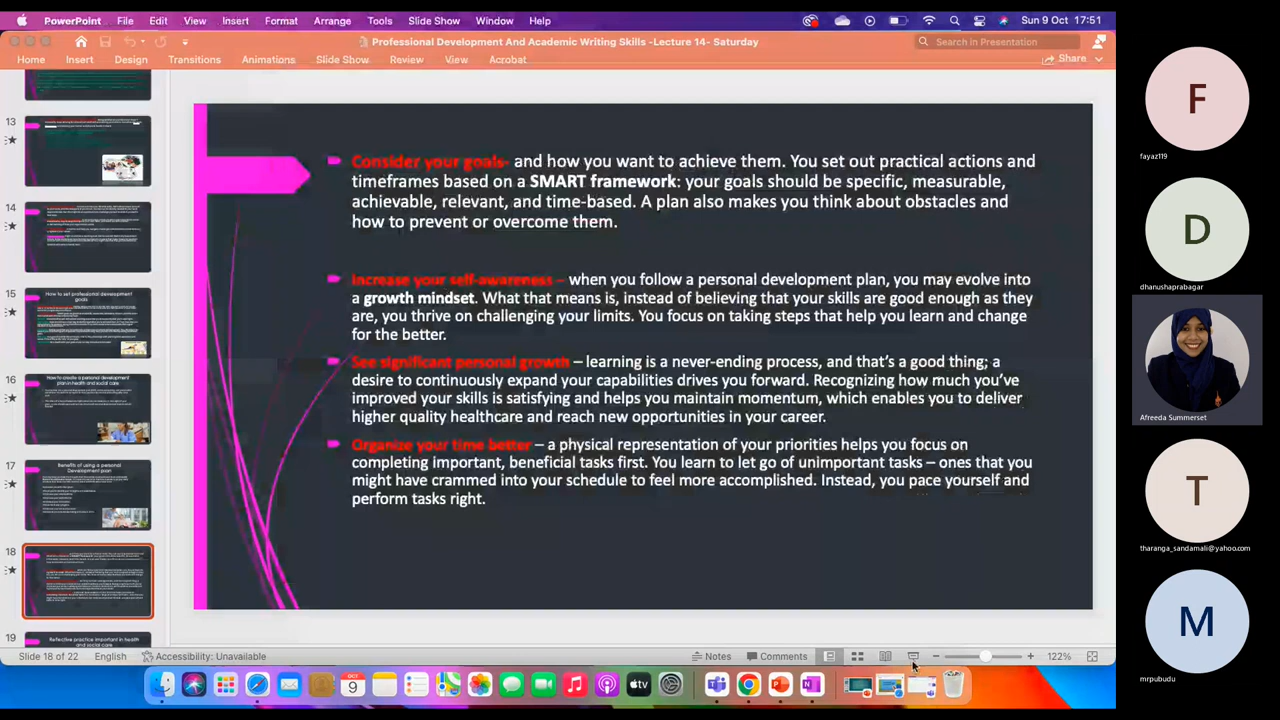 PowerPoint File Edit View Insert Format Arrange Tools Slide Show Window Help Sun 9 Oct 17:51
Professional Development And Academic Writing Skills -Lecture 14- Saturday
Search in Presentation
Home Insert Design Transitions Animations Slide Show Review View Acrobat Share
13
14
15
How to set professional development
goals
16
How to create a personal development
plan in health and social care
17
Benefits of using a personal
Development plan
18
19
Reflective practice important in health
and social care
Consider your goals- and how you want to achieve them. You set out practical actions and
timeframes based on a SMART framework: your goals should be specific, measurable,
achievable, relevant, and time-based. A plan also makes you think about obstacles and
how to prevent or overcome them.
Increase your self-awareness – when you follow a personal development plan, you may evolve into
a growth mindset. What that means is, instead of believing that your skills are good enough as they
are, you thrive on challenging your limits. You focus on taking action that help you learn and change
for the better.
See significant personal growth – learning is a never-ending process, and that's a good thing; a
desire to continuously expand your capabilities drives you forward. Recognizing how much you've
improved your skills is satisfying and helps you maintain momentum, which enables you to deliver
higher quality healthcare and reach new opportunities in your career.
Organize your time better – a physical representation of your priorities helps you focus on
completing important, beneficial tasks first. You learn to let go of unimportant tasks – ones that you
might have crammed into your schedule to feel more accomplished. Instead, you pace yourself and
perform tasks right.
Slide 18 of 22 English Accessibility: Unavailable Notes Comments 122%
OCT
9
tv
F
fayaz119
D
dhanushaprabagar
Afreeda Summerset
T
tharanga_sandamali@yahoo.com
M
mrpubudu